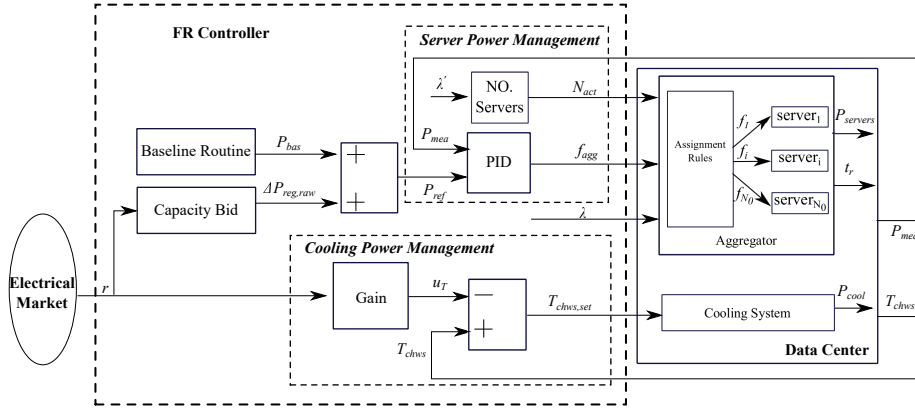 FR Controller
Server Power Management
λ'
NO.
Servers
N_act
P_mea
PID
f_agg
Baseline Routine
P_bas
+
+
P_ref
Capacity Bid
ΔP_reg,raw
λ
Electrical
Market
r
Cooling Power Management
Gain
u_T
−
+
T_chws,set
T_chws
Assignment
Rules
f_1
server_1
f_i
server_i
f_N0
server_N0
Aggregator
P_servers
t_r
P_mea
Cooling System
P_cool
T_chws
Data Center